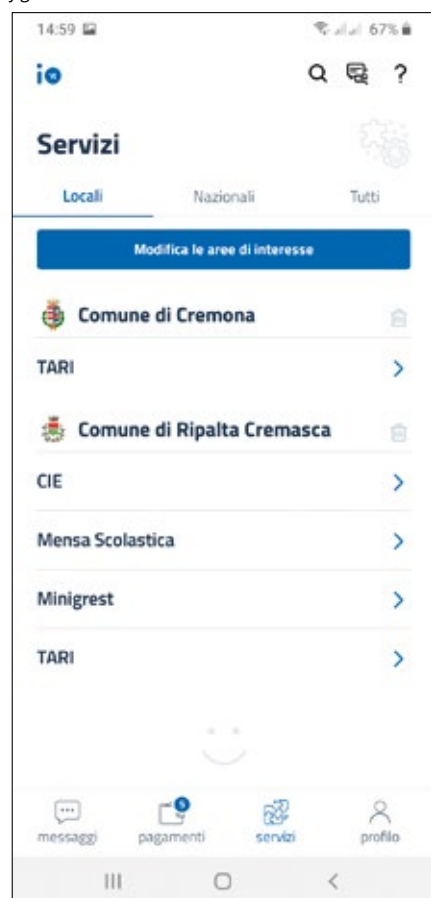 14:59 67%
io ?
Servizi
Locali Nazionali Tutti
Modifica le aree di interesse
Comune di Cremona
TARI
Comune di Ripalta Cremasca
CIE
Mensa Scolastica
Minigrest
TARI
messaggi pagamenti servizi profilo